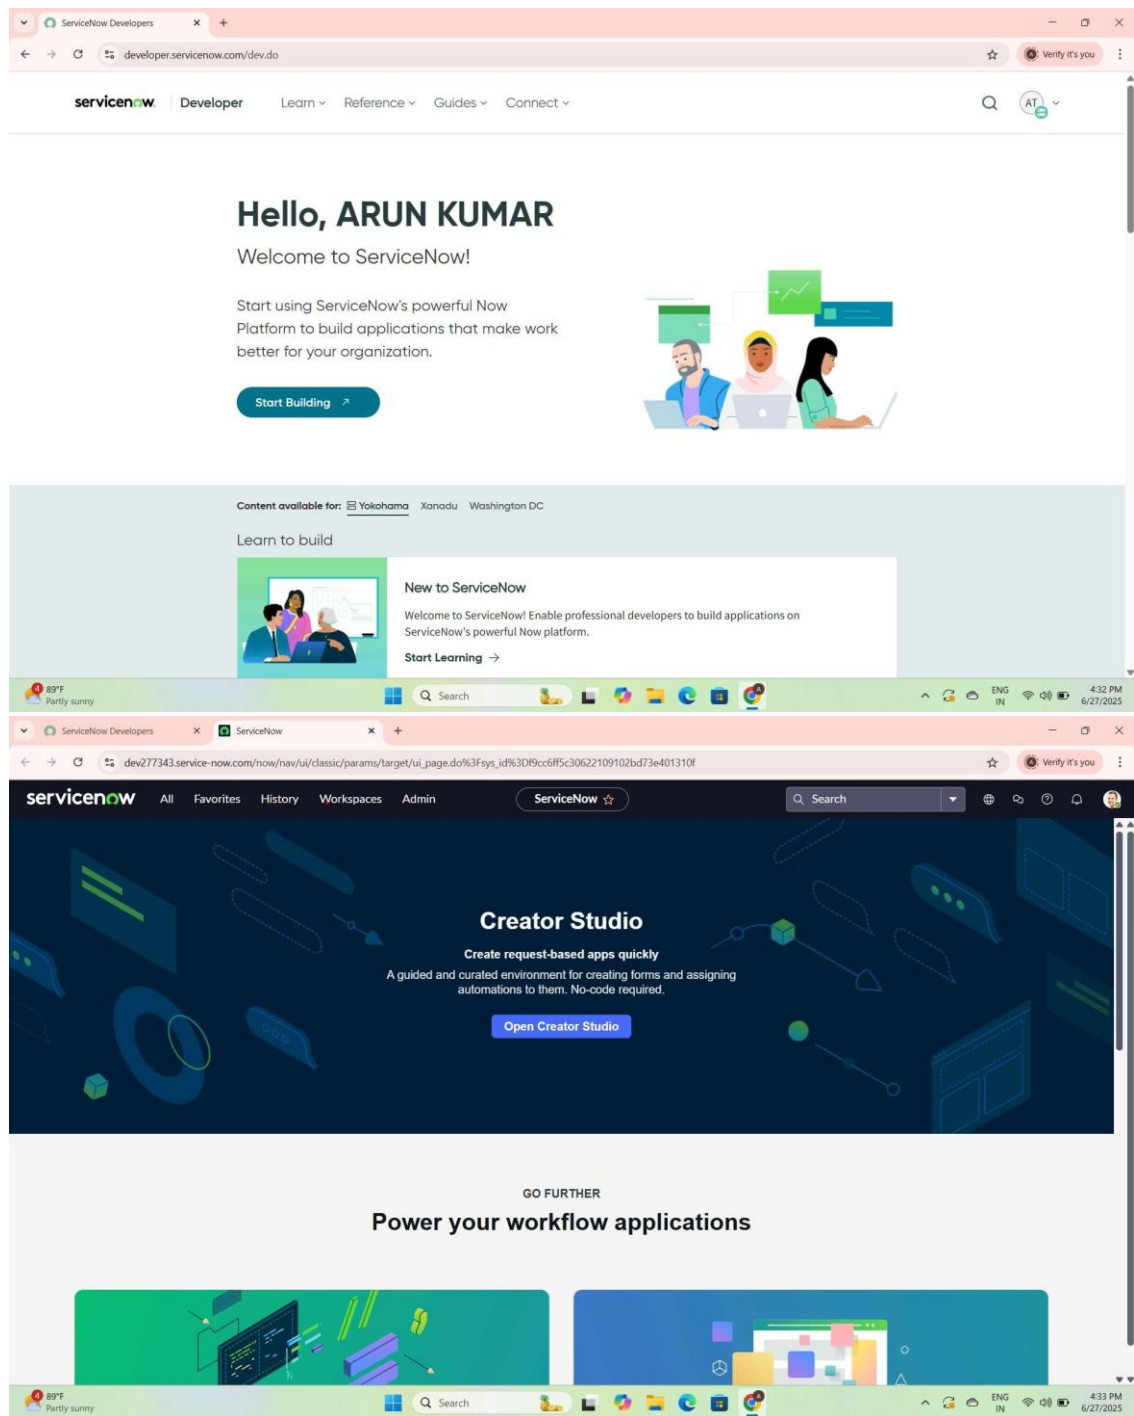 ServiceNow Developers
developer.servicenow.com/dev.do
Verify it's you
servicenow. Developer Learn Reference Guides Connect
AT
Hello, ARUN KUMAR
Welcome to ServiceNow!
Start using ServiceNow's powerful Now
Platform to build applications that make work
better for your organization.
Start Building
Content available for: Yokohama Xanadu Washington DC
Learn to build
New to ServiceNow
Welcome to ServiceNow! Enable professional developers to build applications on
ServiceNow's powerful Now platform.
Start Learning →
4 89°F
Partly sunny
Search
A
ENG
IN
4:32 PM
6/27/2025
ServiceNow Developers ServiceNow
dev277343.service-now.com/now/nav/ui/classic/params/target/ui_page.do%3Fsys_id%3Df9cc6ff5c30622109102bd73e401310f
Verify it's you
servicenow All Favorites History Workspaces Admin ServiceNow Search
Creator Studio
Create request-based apps quickly
A guided and curated environment for creating forms and assigning
automations to them. No-code required.
Open Creator Studio
GO FURTHER
Power your workflow applications
4 89°F
Partly sunny
Search
A
ENG
IN
4:33 PM
6/27/2025